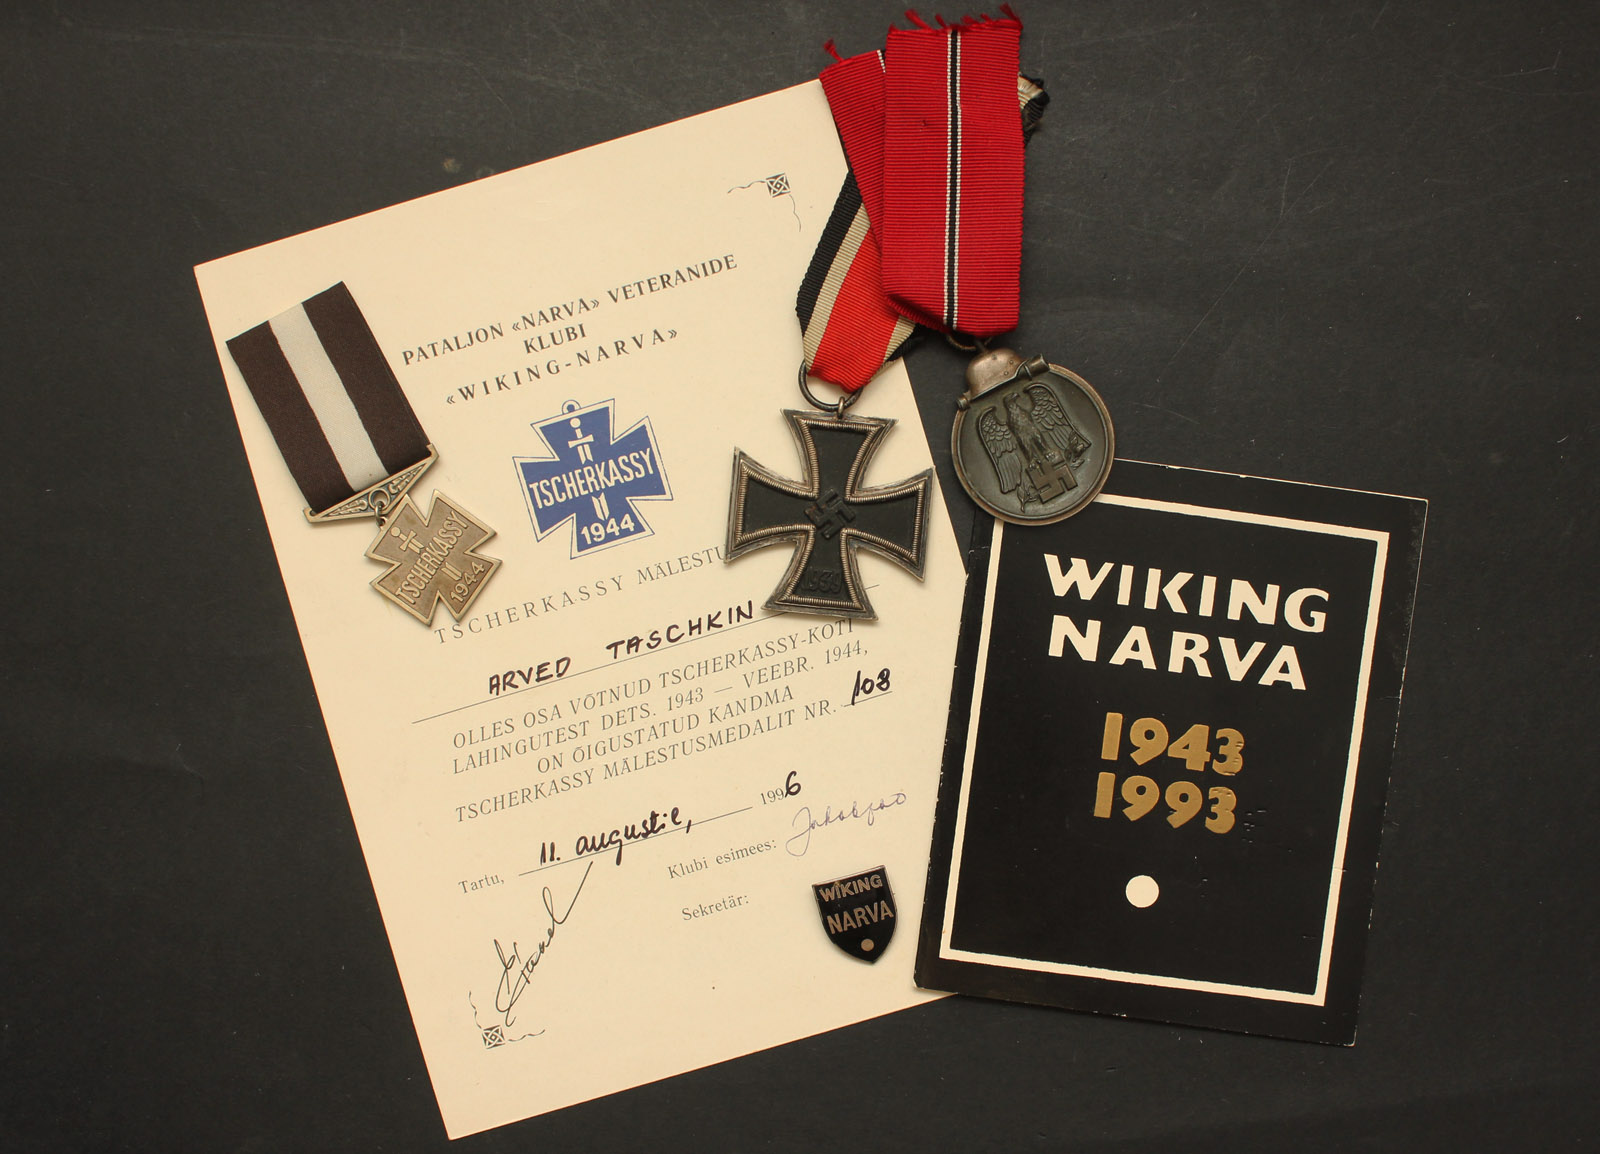 PATALJON «NARVA» VETERANIDE
KLUBI
«WIKING-NARVA»
TSCHERKASSY
1944
TSCHERKASSY
1944
TSCHERKASSY MÄLESTU
ARVED TASCHKIN
OLLES OSA VÕTNUD TSCHERKASSY-KOTI
LAHINGUTEST DETS. 1943 — VEEBR. 1944,
ON ÕIGUSTATUD KANDMA
TSCHERKASSY MÄLESTUSMEDALIT NR. 108
Tartu, 11. augustil, 1996
Klubi esimees:
Sekretär:
WIKING
NARVA
1939
WIKING
NARVA
1943
1993